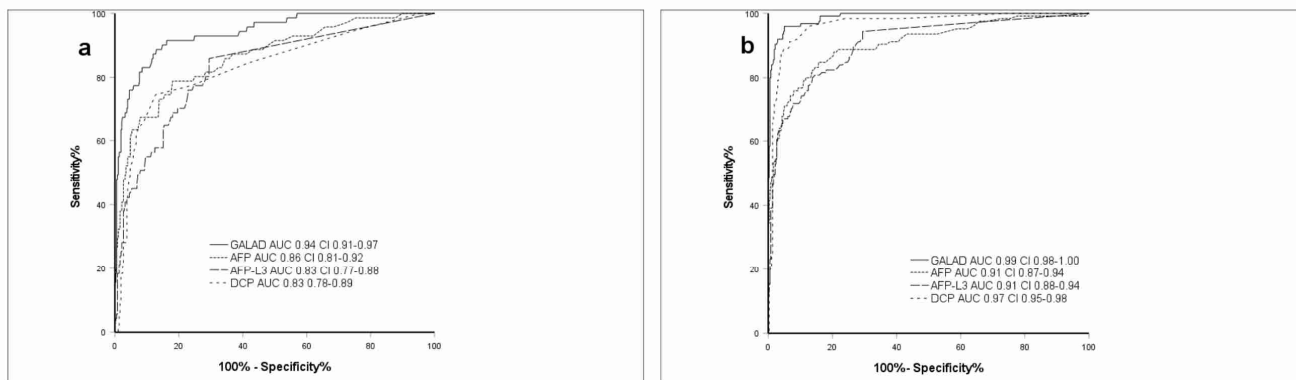 a
100
80
60
40
20
0
Sensitivity%
GALAD AUC 0.94 CI 0.91-0.97
AFP AUC 0.86 CI 0.81-0.92
AFP-L3 AUC 0.83 CI 0.77-0.88
DCP AUC 0.83 0.78-0.89
0 20 40 60 80 100
100% - Specificity%
b
100
80
60
40
20
0
Sensitivity%
GALAD AUC 0.99 CI 0.98-1.00
AFP AUC 0.91 CI 0.87-0.94
AFP-L3 AUC 0.91 CI 0.88-0.94
DCP AUC 0.97 CI 0.95-0.98
0 20 40 60 80 100
100%- Specificity%